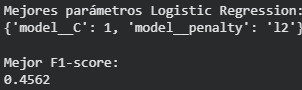 Mejores parámetros Logistic Regression:
{'model__C': 1, 'model__penalty': 'l2'}
Mejor F1-score:
0.4562